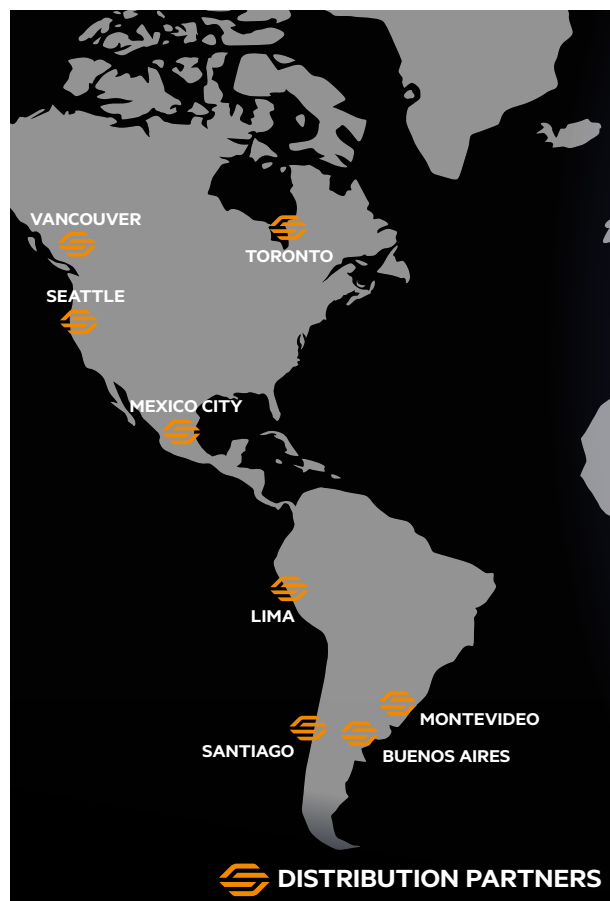 VANCOUVER
TORONTO
SEATTLE
MEXICO CITY
LIMA
MONTEVIDEO
SANTIAGO
BUENOS AIRES
DISTRIBUTION PARTNERS